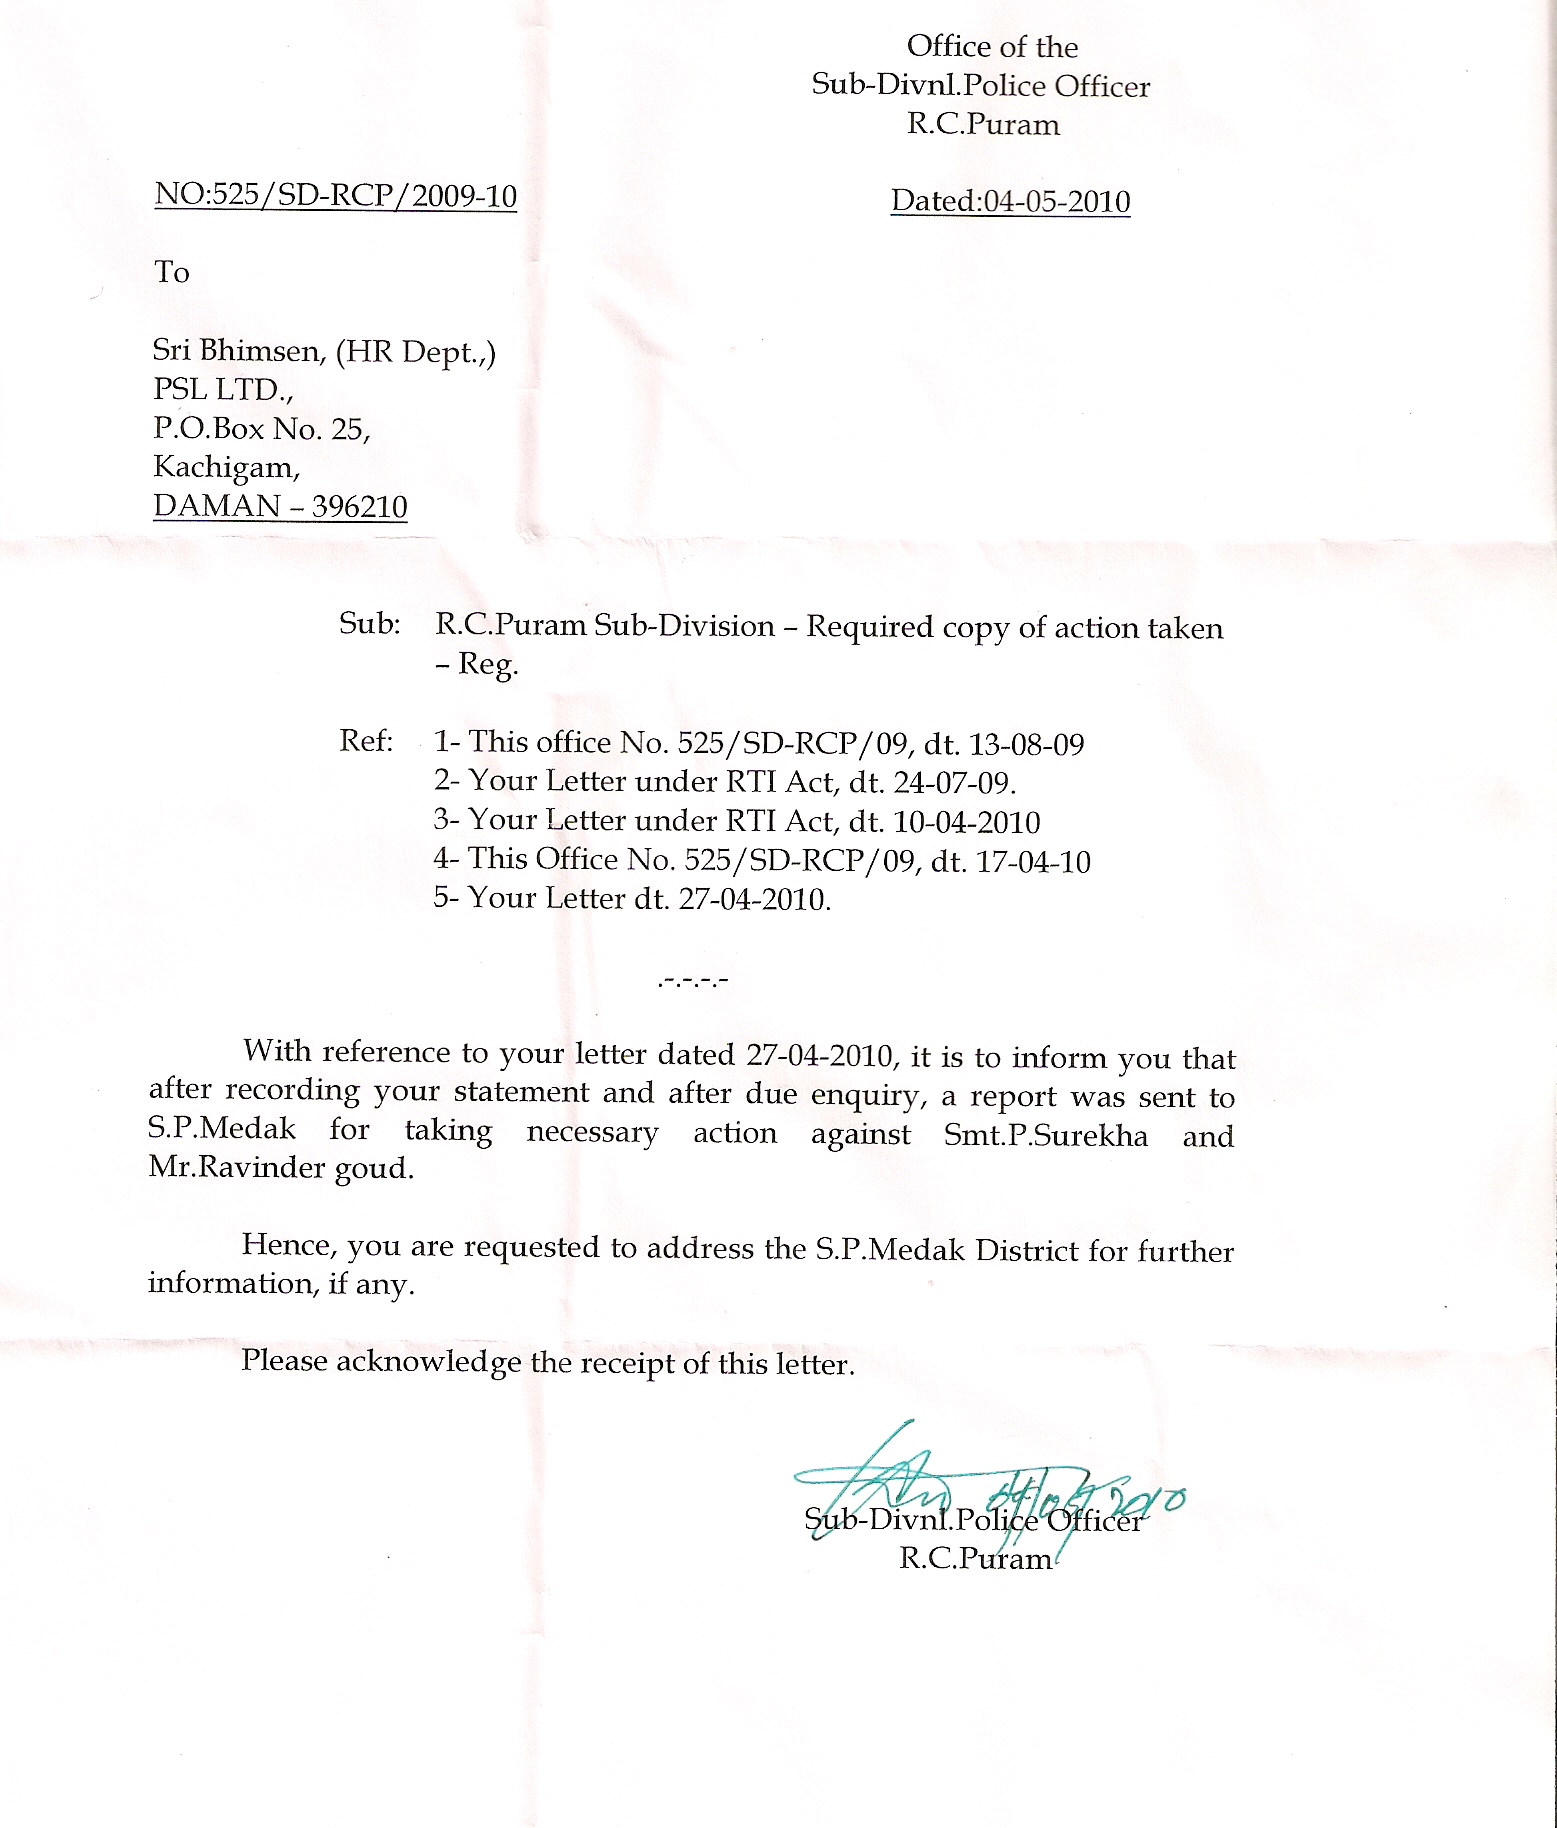 Office of the
Sub-Divnl.Police Officer
R.C.Puram
NO:525/SD-RCP/2009-10
Dated:04-05-2010
To
Sri Bhimsen, (HR Dept.,)
PSL LTD.,
P.O.Box No. 25,
Kachigam,
DAMAN – 396210
Sub: R.C.Puram Sub-Division – Required copy of action taken
– Reg.
Ref: 1- This office No. 525/SD-RCP/09, dt. 13-08-09
2- Your Letter under RTI Act, dt. 24-07-09.
3- Your Letter under RTI Act, dt. 10-04-2010
4- This Office No. 525/SD-RCP/09, dt. 17-04-10
5- Your Letter dt. 27-04-2010.
.-.-.-.-
With reference to your letter dated 27-04-2010, it is to inform you that
after recording your statement and after due enquiry, a report was sent to
S.P.Medak for taking necessary action against Smt.P.Surekha and
Mr.Ravinder goud.
Hence, you are requested to address the S.P.Medak District for further
information, if any.
Please acknowledge the receipt of this letter.
04/05/2010
Sub-Divnl.Police Officer
R.C.Puram